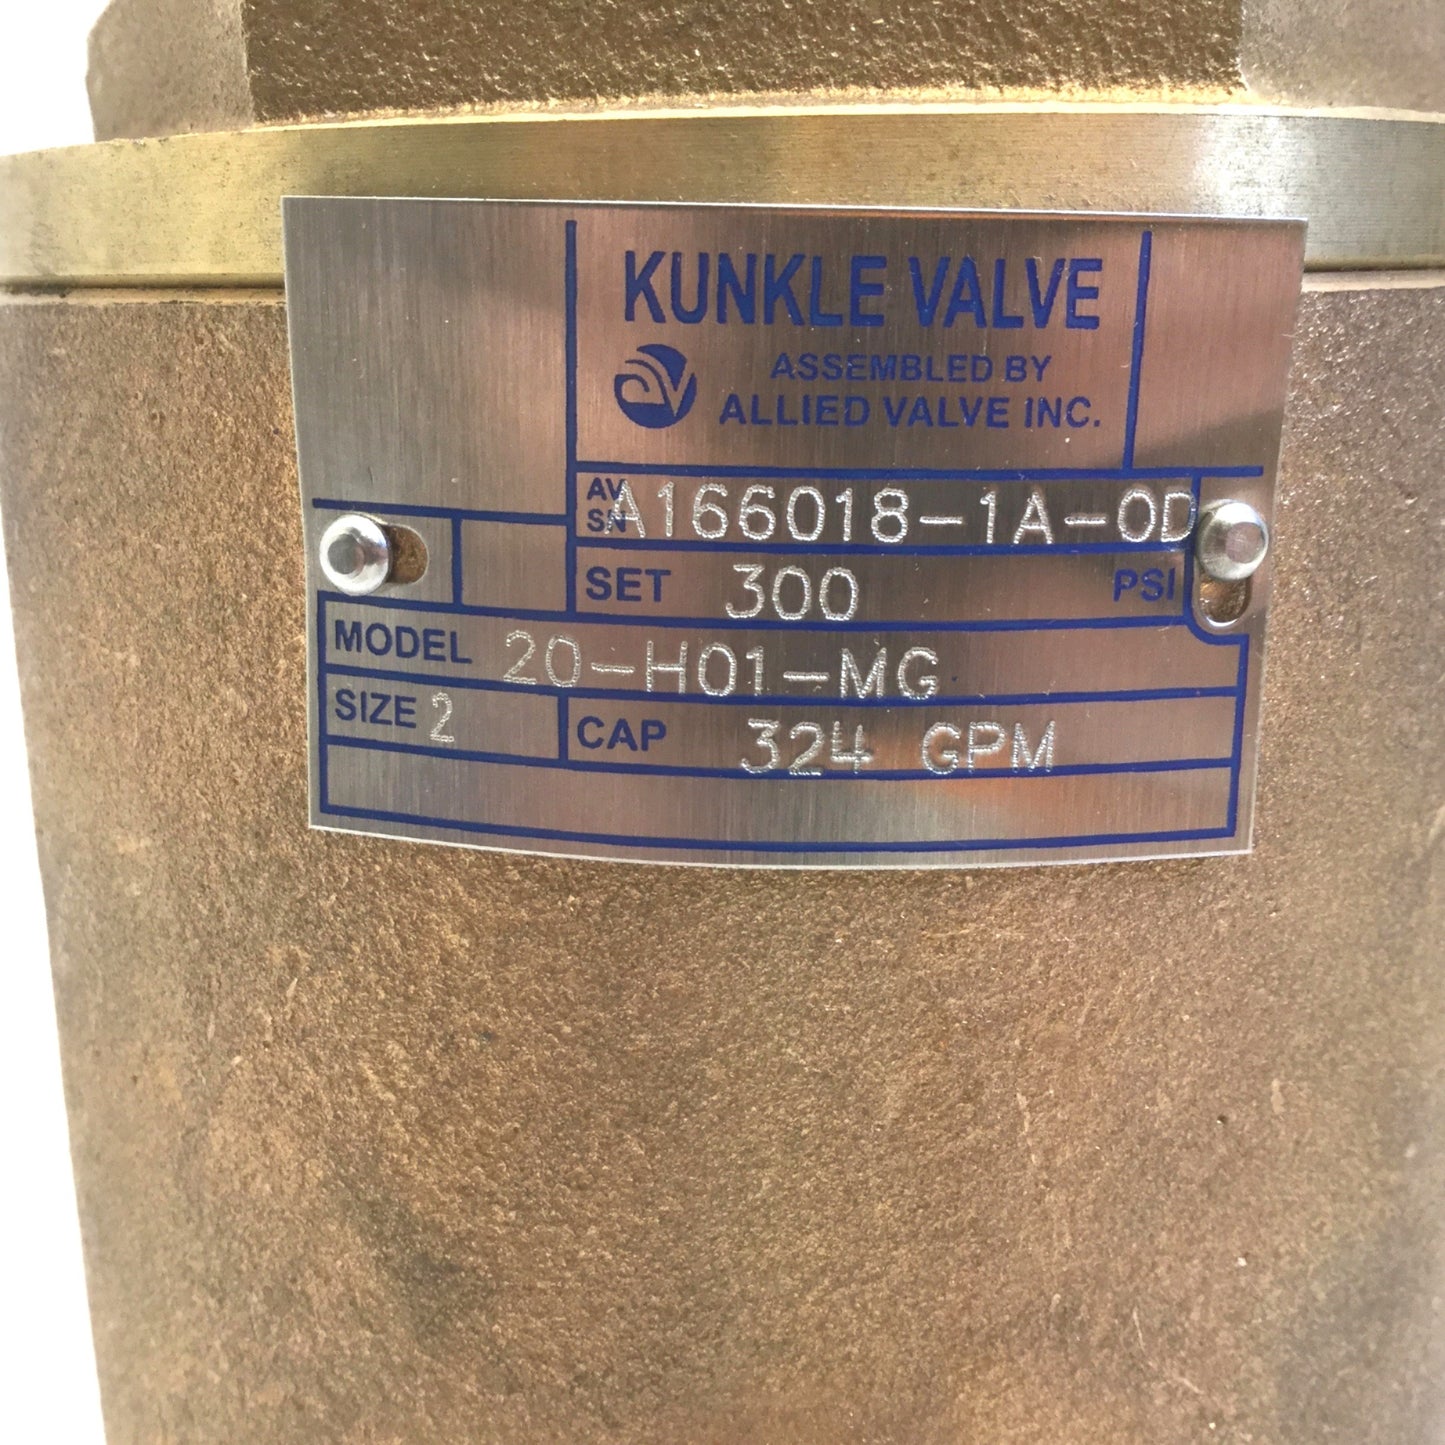 KUNKLE VALVE
ASSEMBLED BY
AV ALLIED VALVE INC.
AV SN A166018-1A-0D
SET 300 PSI
MODEL 20-H01-MG
SIZE 2 CAP 324 GPM